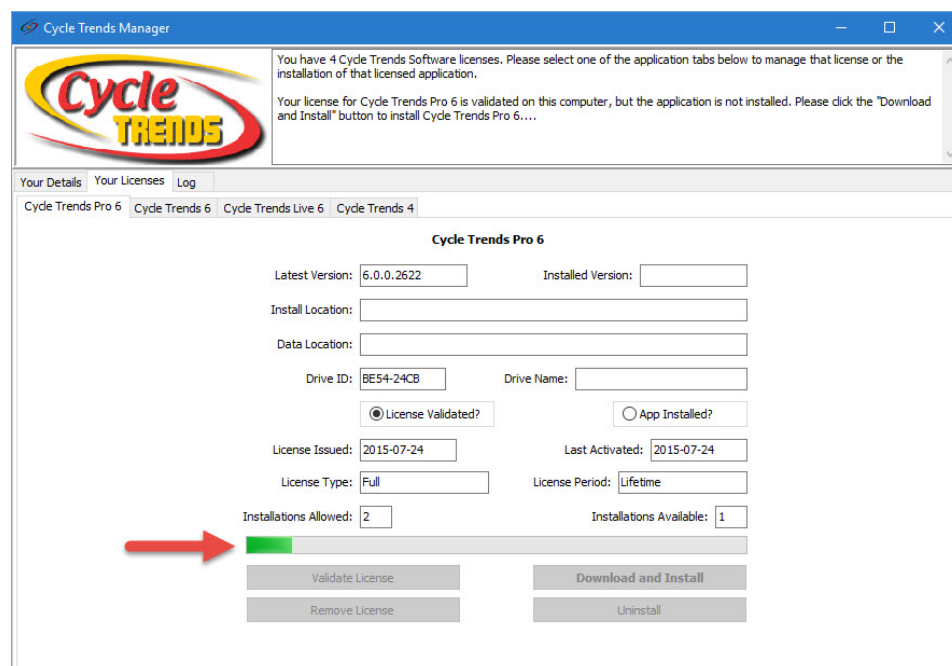 Cycle Trends Manager
Cycle
TRENDS
You have 4 Cycle Trends Software licenses. Please select one of the application tabs below to manage that license or the
installation of that licensed application.
Your license for Cycle Trends Pro 6 is validated on this computer, but the application is not installed. Please click the "Download
and Install" button to install Cycle Trends Pro 6....
Your Details Your Licenses Log
Cycle Trends Pro 6 Cycle Trends 6 Cycle Trends Live 6 Cycle Trends 4
Cycle Trends Pro 6
Latest Version: 6.0.0.2622 Installed Version:
Install Location:
Data Location:
Drive ID: BE54-24CB Drive Name:
License Validated? App Installed?
License Issued: 2015-07-24 Last Activated: 2015-07-24
License Type: Full License Period: Lifetime
Installations Allowed: 2 Installations Available: 1
Validate License Download and Install
Remove License Uninstall